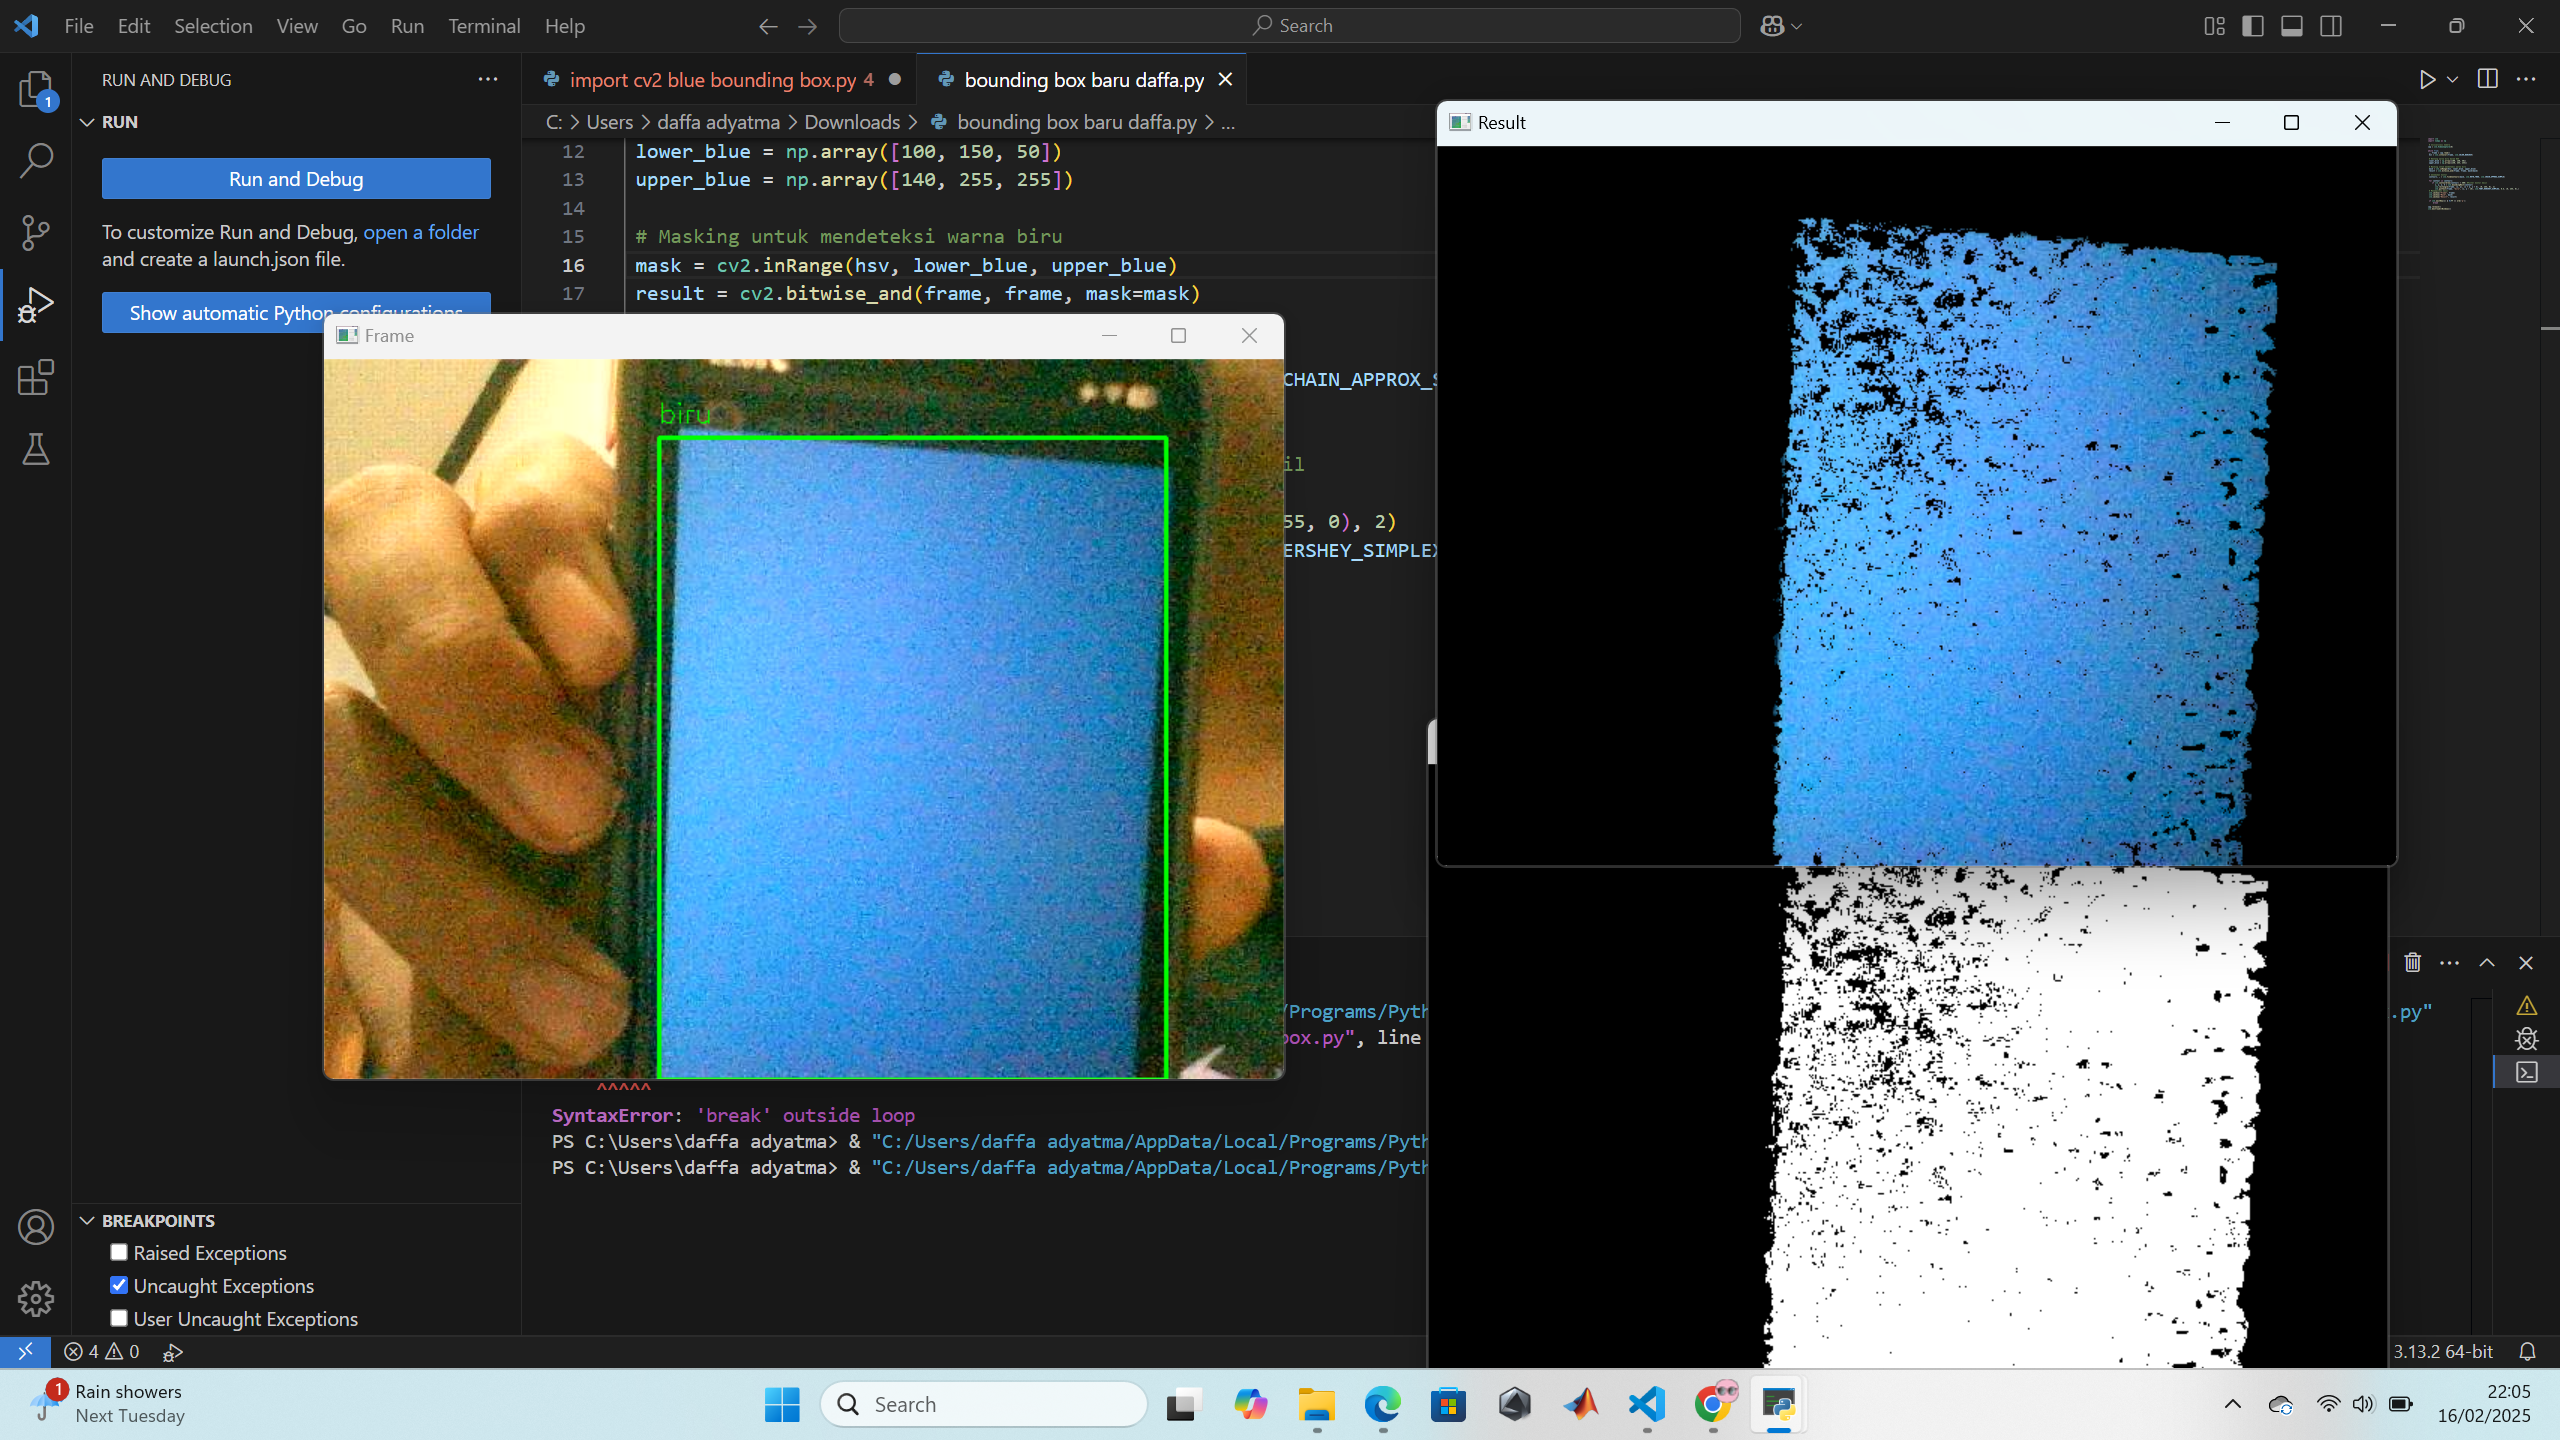 File Edit Selection View Go Run Terminal Help
Search
RUN AND DEBUG
RUN
Run and Debug
To customize Run and Debug, open a folder
and create a launch.json file.
Show automatic Python configurations
1
import cv2 blue bounding box.py 4
bounding box baru daffa.py
C: > Users > daffa adyatma > Downloads > bounding box baru daffa.py > ...
12 lower_blue = np.array([100, 150, 50])
13 upper_blue = np.array([140, 255, 255])
14
15 # Masking untuk mendeteksi warna biru
16 mask = cv2.inRange(hsv, lower_blue, upper_blue)
17 result = cv2.bitwise_and(frame, frame, mask=mask)
CHAIN_APPROX_S
il
55, 0), 2)
ERSHEY_SIMPLEX
Frame
biru
Result
/Programs/Pyth
.py"
box.py", line
^^^^^
SyntaxError: 'break' outside loop
PS C:\Users\daffa adyatma> & "C:/Users/daffa adyatma/AppData/Local/Programs/Pyth
PS C:\Users\daffa adyatma> & "C:/Users/daffa adyatma/AppData/Local/Programs/Pyth
BREAKPOINTS
Raised Exceptions
Uncaught Exceptions
User Uncaught Exceptions
4 0
3.13.2 64-bit
1
Rain showers
Next Tuesday
Search
22:05
16/02/2025